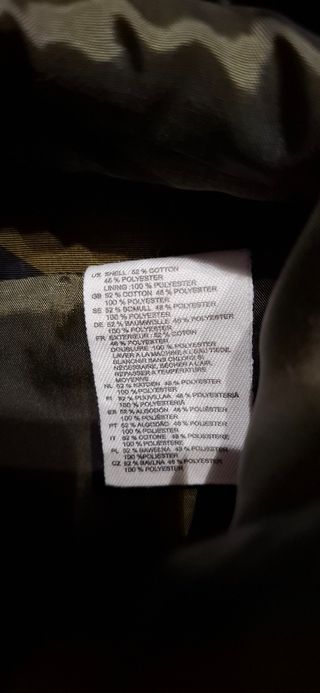 US SHELL: 52 % COTTON
48 % POLYESTER
LINING: 100 % POLYESTER
GB 52 % COTTON 48 % POLYESTER
100 % POLYESTER
SE 52 % BOMULL 48 % POLYESTER
100 % POLYESTER
DE 52 % BAUMWOLLE 48 % POLYESTER
100 % POLYESTER
FR EXTERIEUR: 52 % COTON
48 % POLYESTER
DOUBLURE: 100% POLYESTER
LAVER A LA MACHINE A L'EAU TIEDE,
BLANCHIR SANS CHLORE SI
NECESSAIRE, SECHER A L'AIR,
REPASSER A TEMPERATURE
MOYENNE
NL 52 % KATOEN 48 % POLYESTER
100 % POLYESTER
FI 52 % PUUVILLAA 48 % POLYESTERIÄ
100% POLYESTERIÄ
ES 52 % ALGODÓN 48 % POLIÉSTER
100 % POLIÉSTER
PT 52 % ALGODÃO 48 % POLIÉSTER
100 % POLIÉSTER
IT 52 % COTONE 48 % POLIESTERE
100 % POLIESTERE
PL 52 % BAWEŁNA 48 % POLIESTER
100 % POLIESTER
CZ 52 % BAVLNA 48 % POLYESTER
100 % POLYESTER